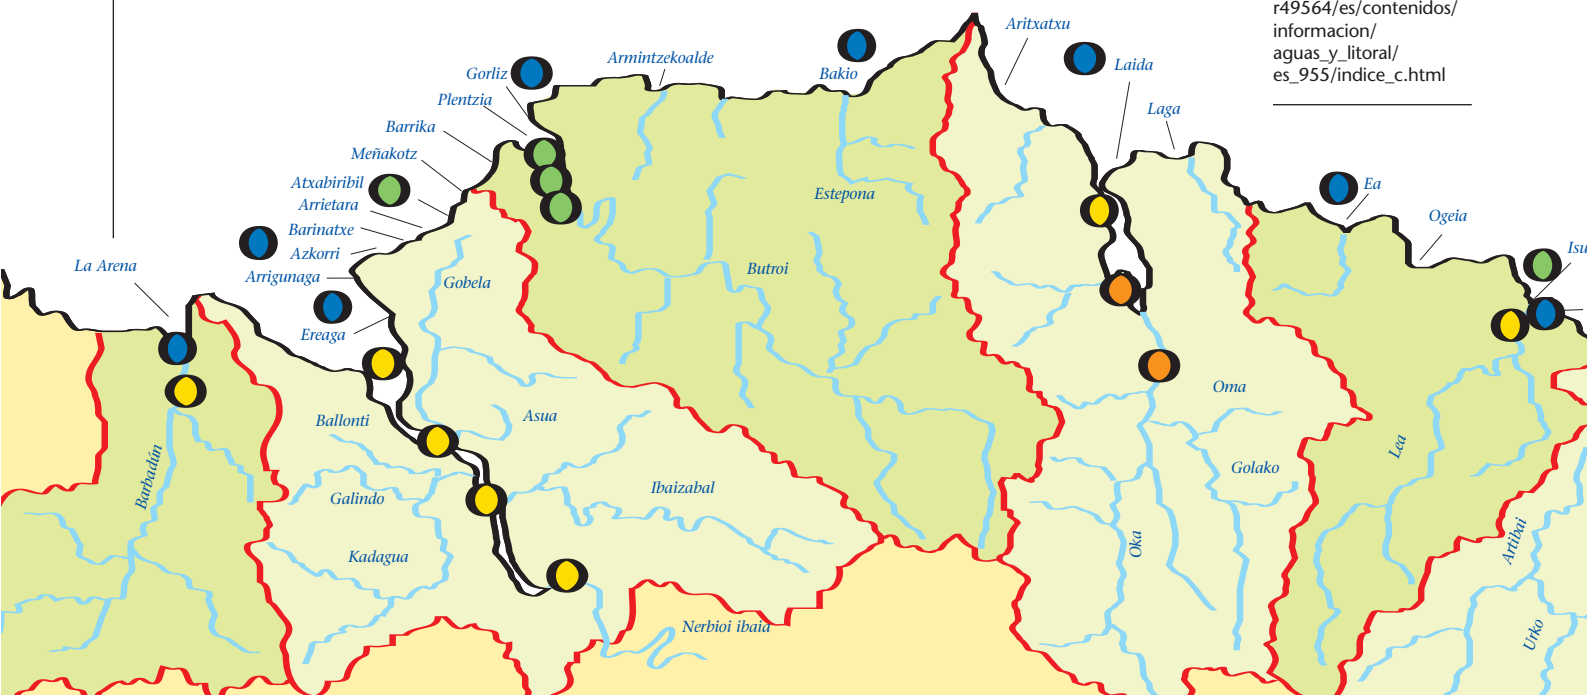 r49564/es/contenidos/
informacion/
aguas_y_litoral/
es_955/indice_c.html
Aritxatxu
Laida
Laga
Armintzekoalde
Bakio
Gorliz
Plentzia
Barrika
Meñakotz
Atxabiribil
Arrietara
Barinatxe
Azkorri
Arrigunaga
Ereaga
La Arena
Ea
Ogeia
Isu
Estepona
Butroi
Gobela
Asua
Ballonti
Galindo
Kadagua
Ibaizabal
Nerbioi ibaia
Barbadún
Oma
Golako
Oka
Lea
Artibai
Urko